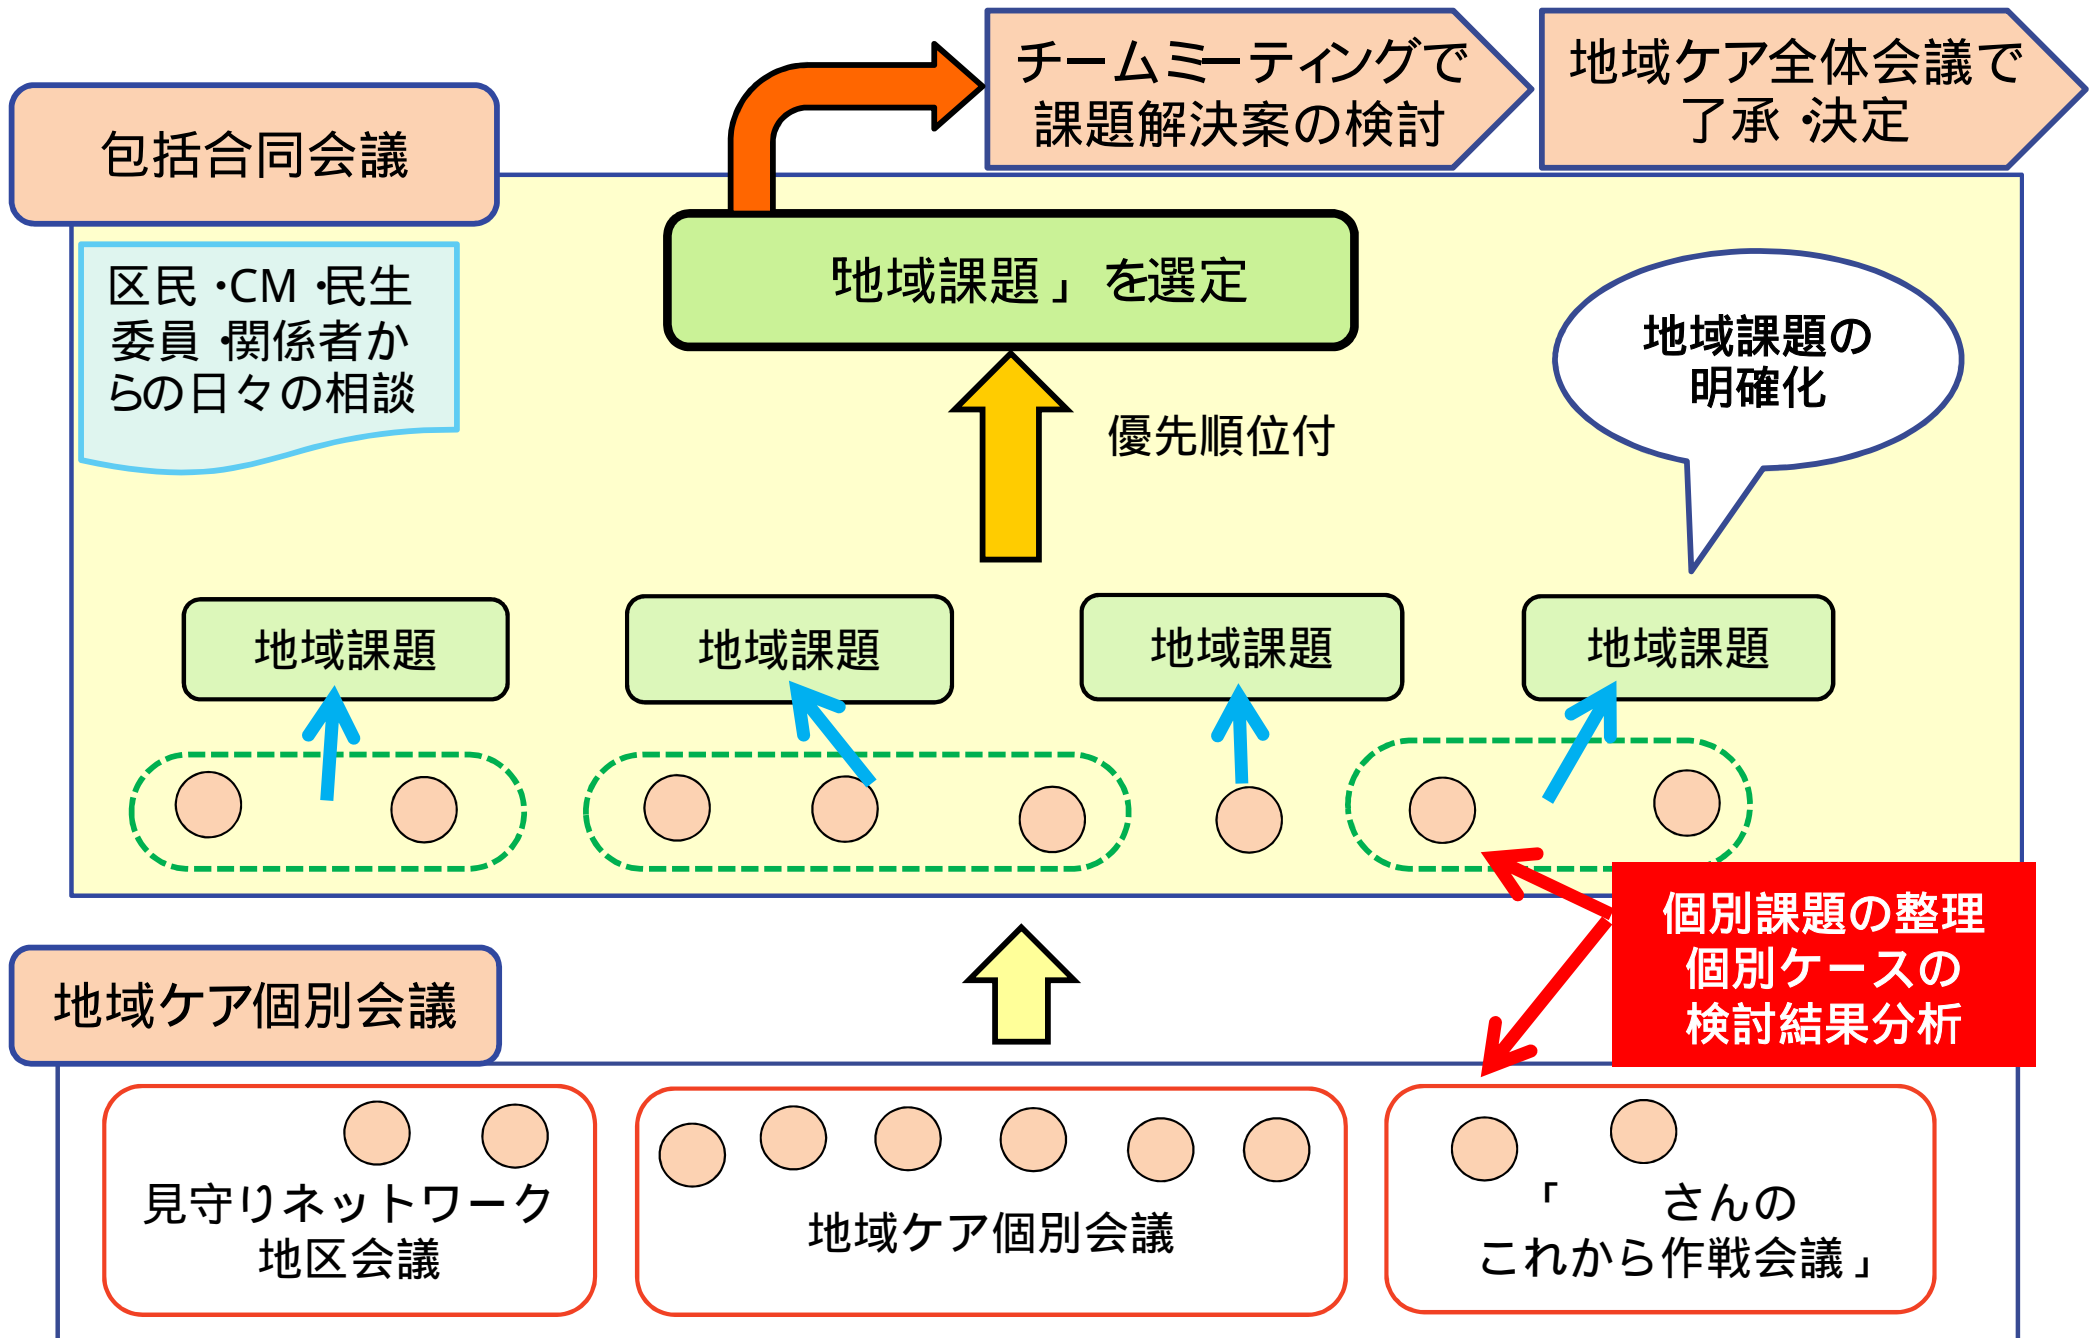 チームミーティングで
課題解決案の検討
地域ケア全体会議で
了承・決定
包括合同会議
区民・CM・民生
委員・関係者か
らの日々の相談
「地域課題」を選定
地域課題の
明確化
優先順位付
地域課題
地域課題
地域課題
地域課題
個別課題の整理
個別ケースの
検討結果分析
地域ケア個別会議
見守りネットワーク
地区会議
地域ケア個別会議
「　　さんの
これから作戦会議」